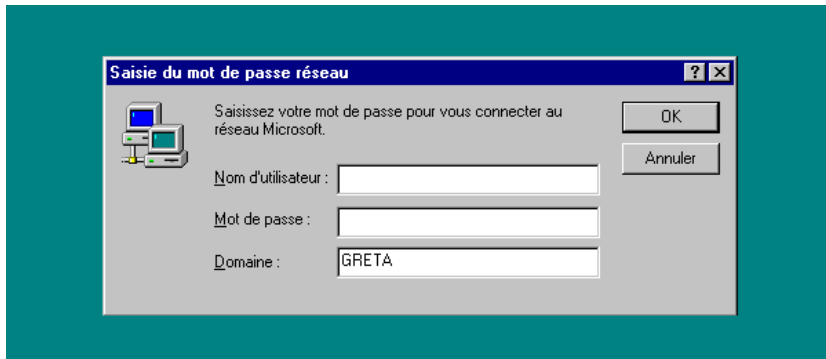 Saisie du mot de passe réseau
Saisissez votre mot de passe pour vous connecter au
réseau Microsoft.
OK
Annuler
Nom d'utilisateur :
Mot de passe :
Domaine : GRETA